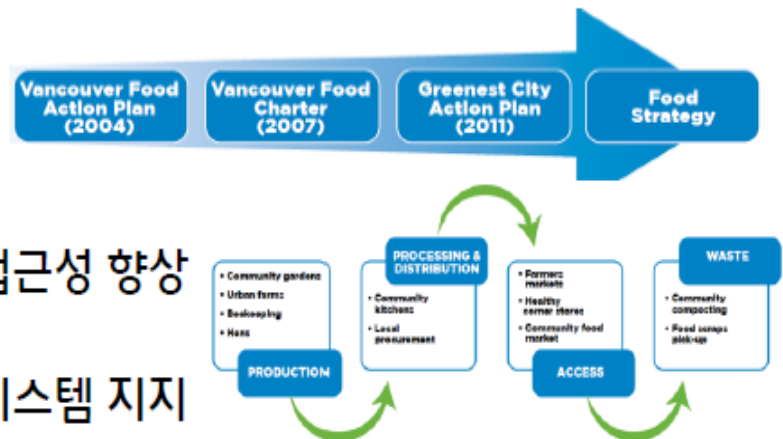 Vancouver Food
Action Plan
(2004)
Vancouver Food
Charter
(2007)
Greenest City
Action Plan
(2011)
Food
Strategy
접근성 향상
시스템 지지
• Community gardens
• Urban farms
• Beekeeping
• Hens
PRODUCTION
PROCESSING &
DISTRIBUTION
• Community
kitchens
• Local
procurement
• Farmers
markets
• Healthy
corner stores
• Community food
market
ACCESS
WASTE
• Community
composting
• Food scraps
pick-up